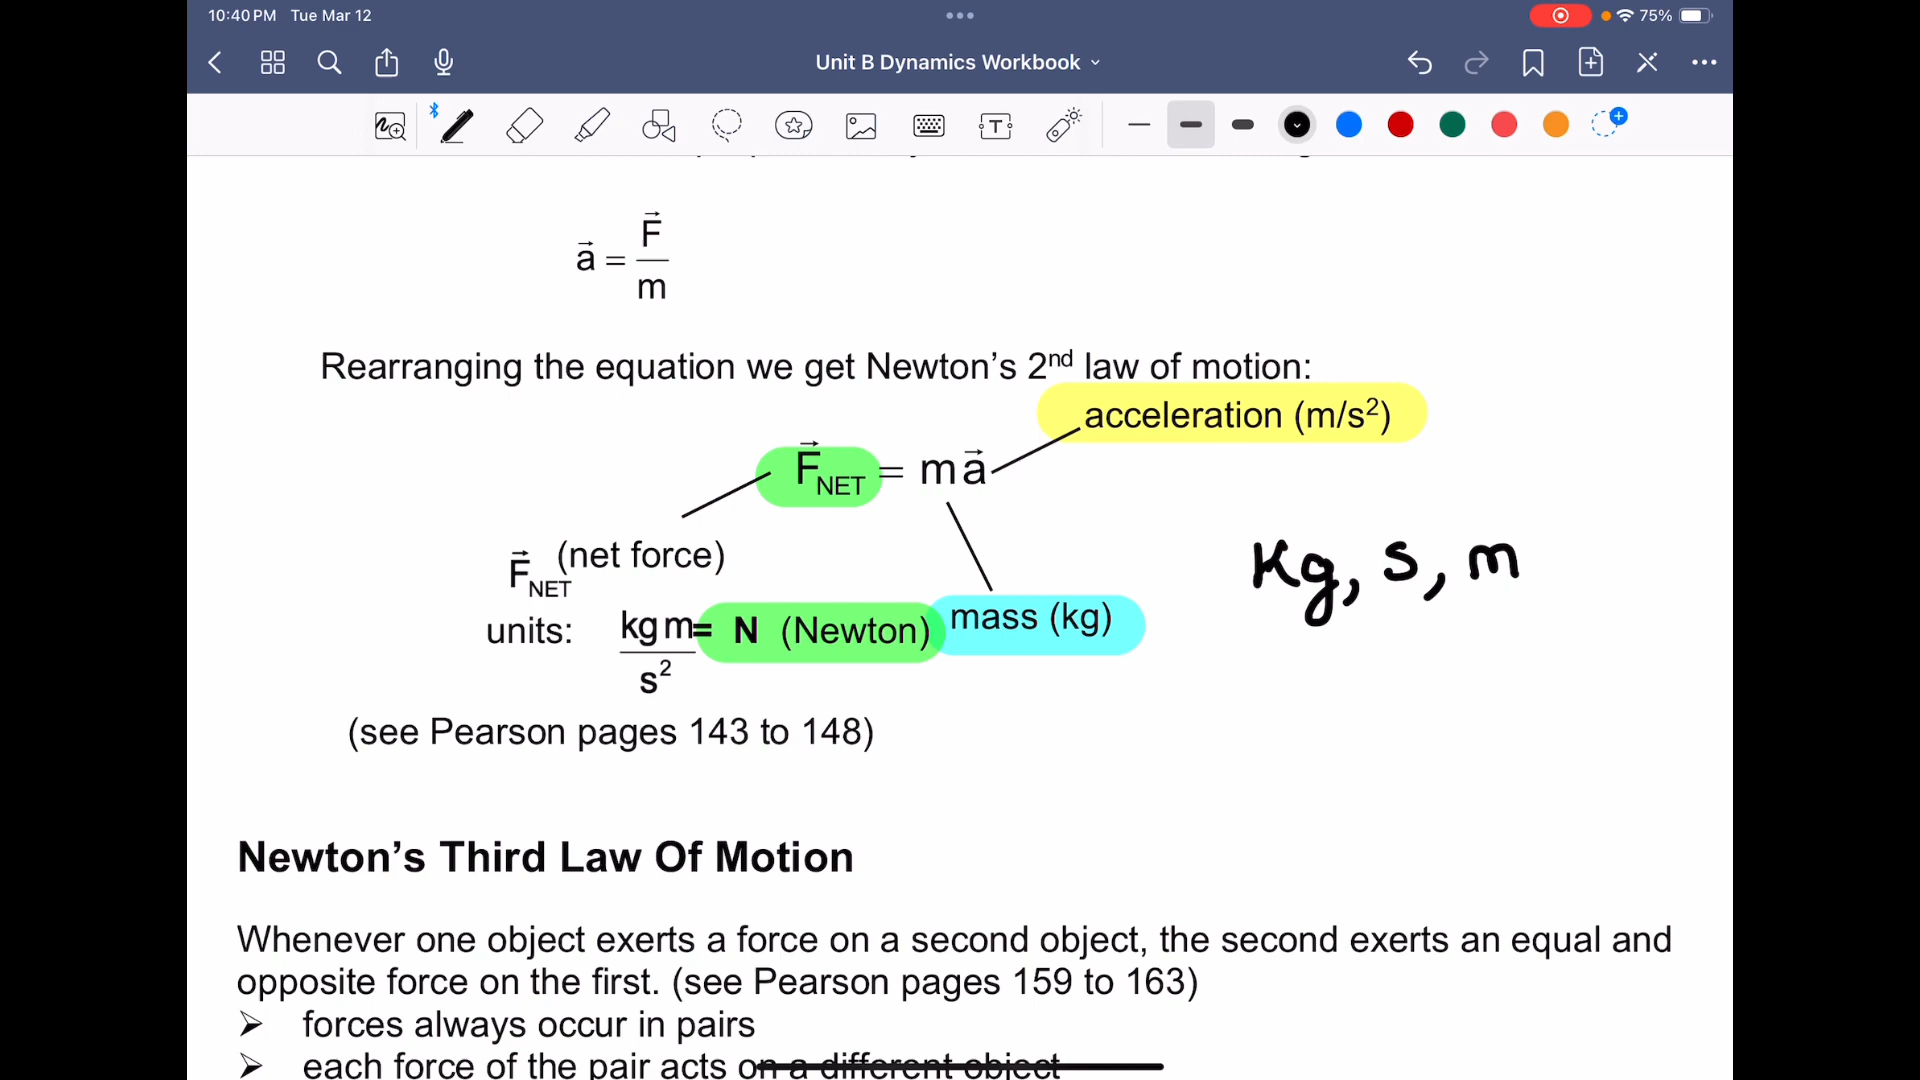 10:40 PM Tue Mar 12
75%
Unit B Dynamics Workbook
a⃗ = F⃗ / m
Rearranging the equation we get Newton’s 2nd law of motion:
acceleration (m/s²)
F⃗NET = ma⃗
F⃗NET (net force)
units: kg m / s² = N (Newton)
mass (kg)
Kg, s, m
(see Pearson pages 143 to 148)
Newton’s Third Law Of Motion
Whenever one object exerts a force on a second object, the second exerts an equal and
opposite force on the first. (see Pearson pages 159 to 163)
➢ forces always occur in pairs
➢ each force of the pair acts on a different object